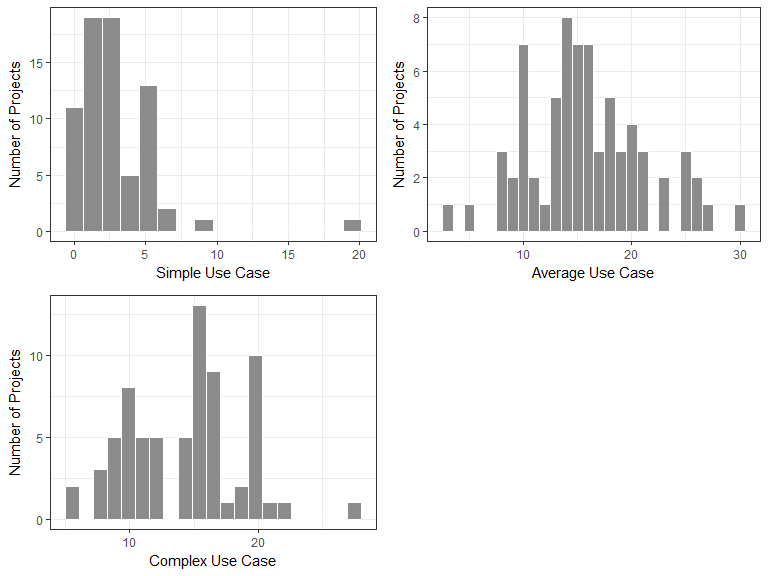 Number of Projects
15
10
5
0
0 5 10 15 20
Simple Use Case
Number of Projects
8
6
4
2
0
10 20 30
Average Use Case
Number of Projects
10
5
0
10 20
Complex Use Case